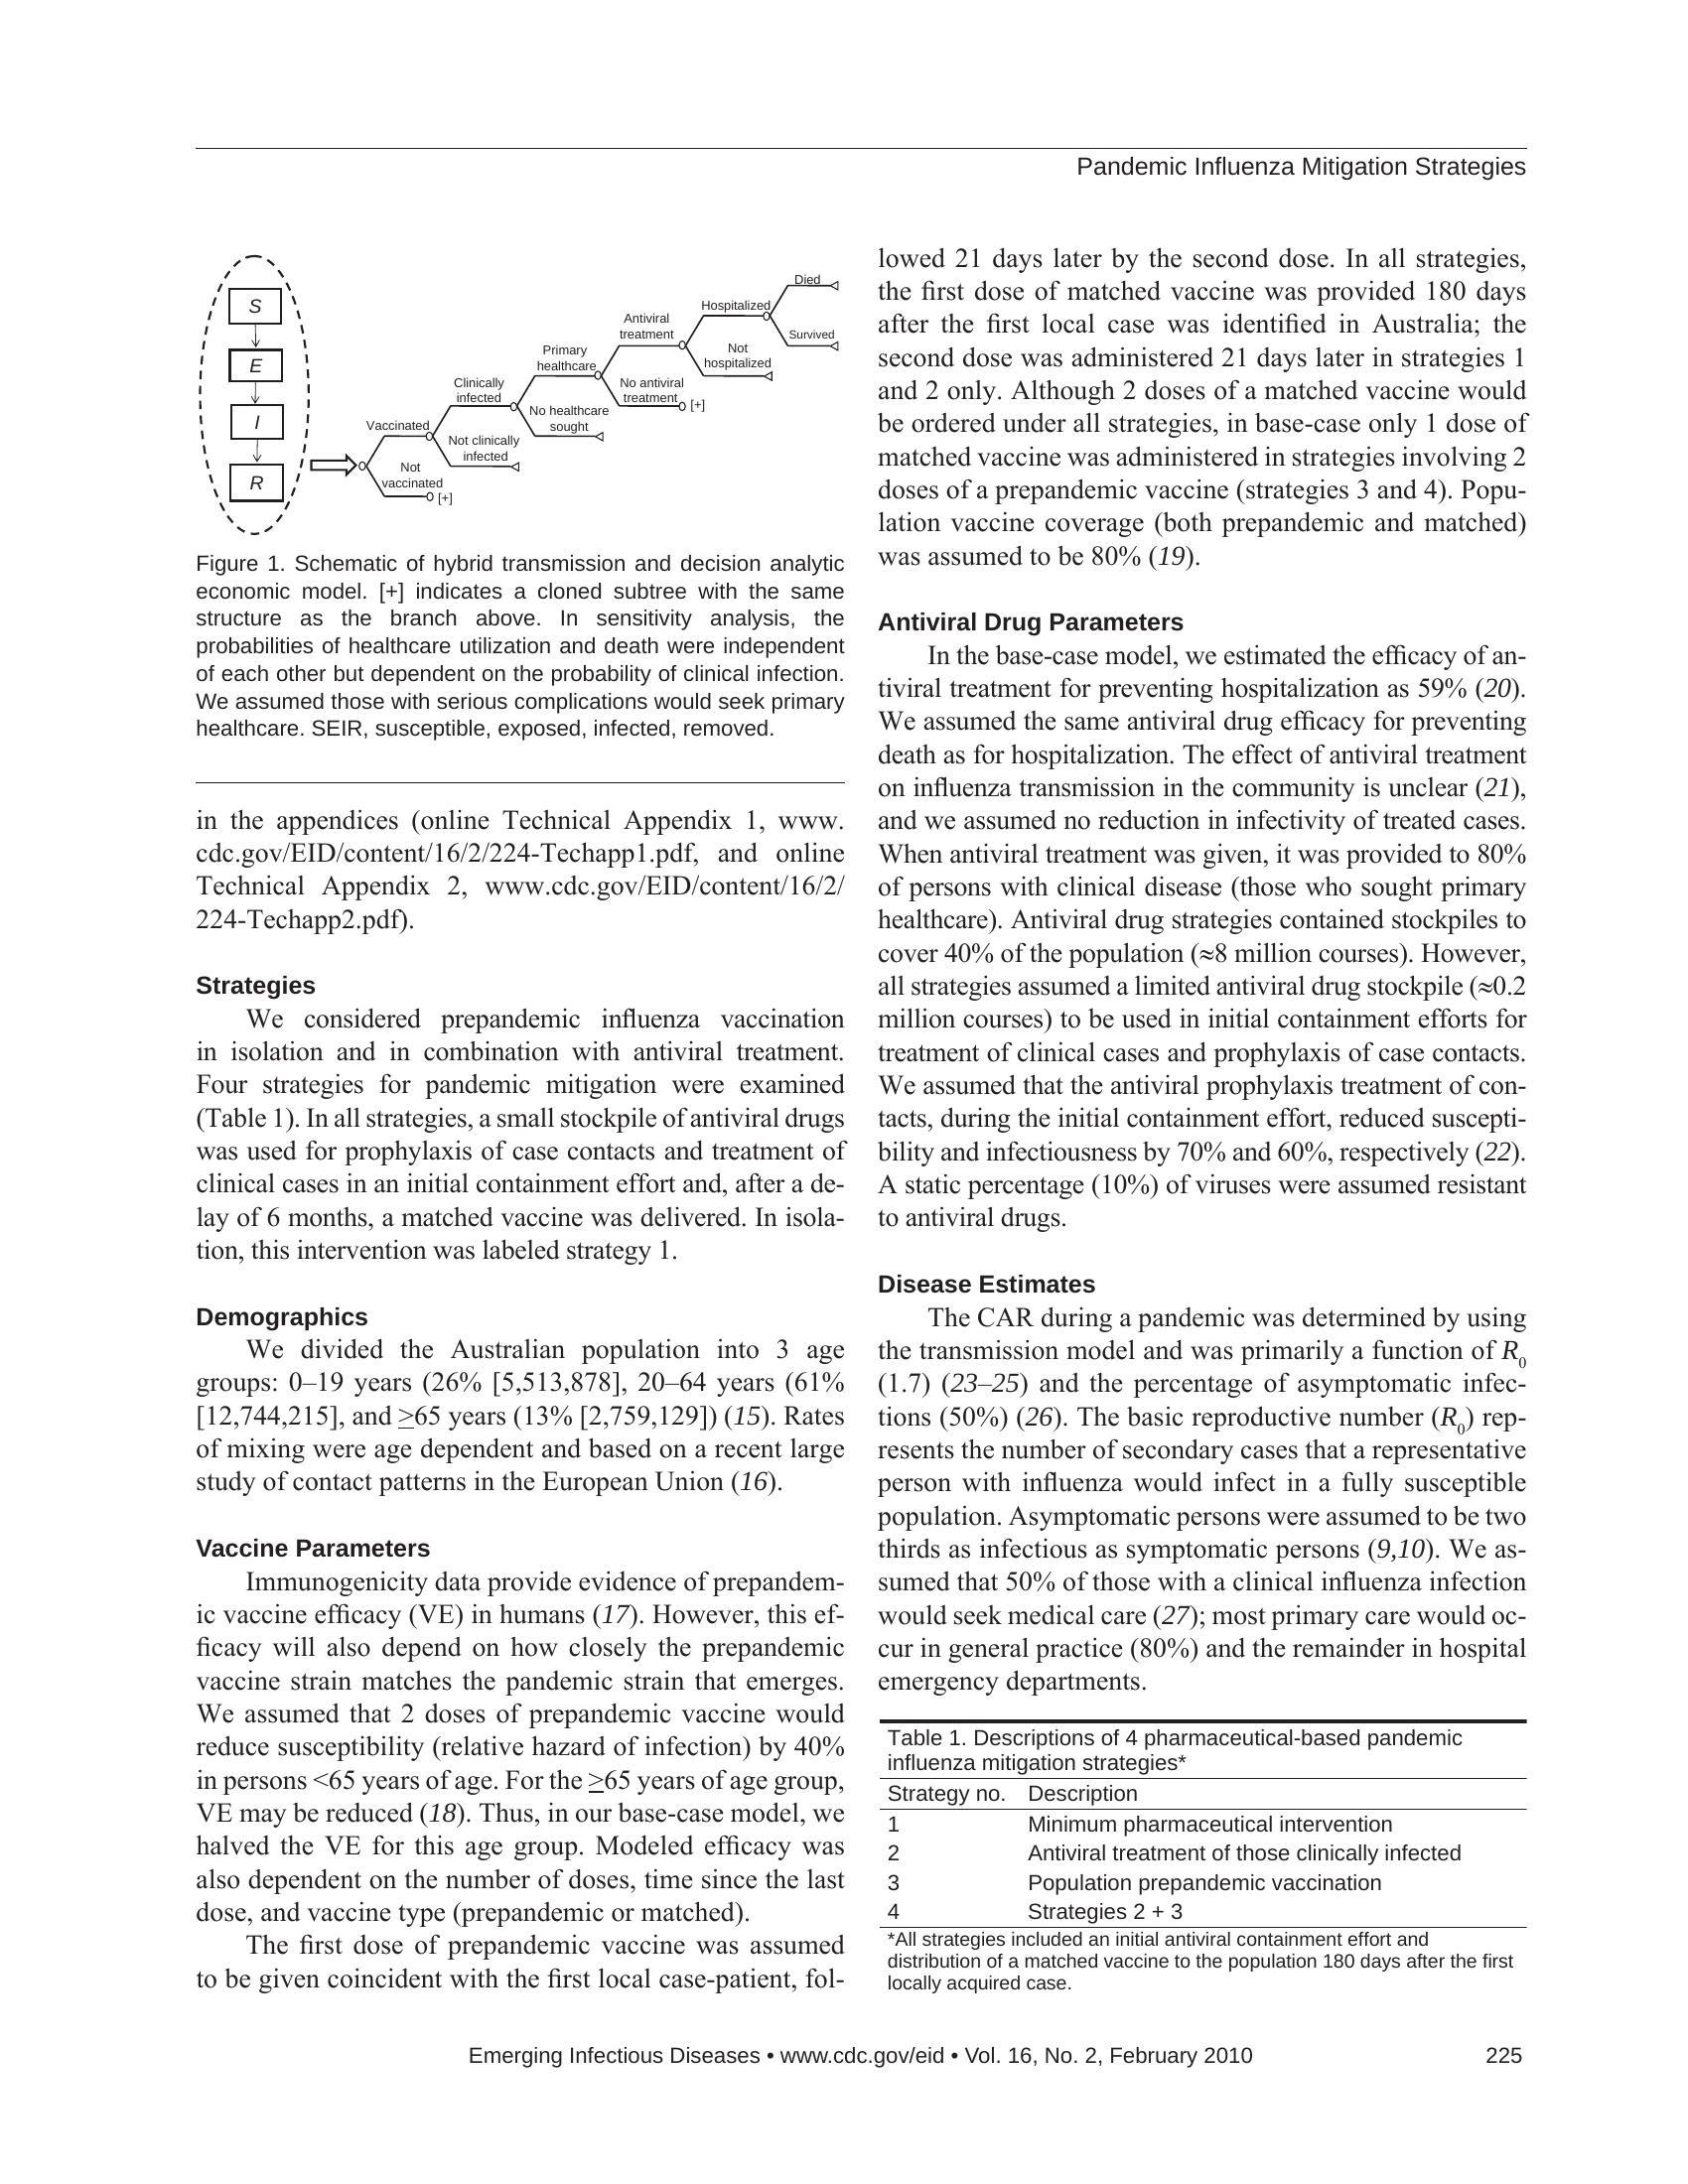 Pandemic Influenza Mitigation Strategies
S
E
I
R
Vaccinated
Not
vaccinated
[+]
Clinically
infected
Not clinically
infected
Primary
healthcare
No healthcare
sought
Antiviral
treatment
No antiviral
treatment
[+]
Hospitalized
Not
hospitalized
Died
Survived
Figure 1. Schematic of hybrid transmission and decision analytic
economic model. [+] indicates a cloned subtree with the same
structure as the branch above. In sensitivity analysis, the
probabilities of healthcare utilization and death were independent
of each other but dependent on the probability of clinical infection.
We assumed those with serious complications would seek primary
healthcare. SEIR, susceptible, exposed, infected, removed.
in the appendices (online Technical Appendix 1, www.
cdc.gov/EID/content/16/2/224-Techapp1.pdf, and online
Technical Appendix 2, www.cdc.gov/EID/content/16/2/
224-Techapp2.pdf).
Strategies
We considered prepandemic influenza vaccination
in isolation and in combination with antiviral treatment.
Four strategies for pandemic mitigation were examined
(Table 1). In all strategies, a small stockpile of antiviral drugs
was used for prophylaxis of case contacts and treatment of
clinical cases in an initial containment effort and, after a de-
lay of 6 months, a matched vaccine was delivered. In isola-
tion, this intervention was labeled strategy 1.
Demographics
We divided the Australian population into 3 age
groups: 0–19 years (26% [5,513,878], 20–64 years (61%
[12,744,215], and ≥65 years (13% [2,759,129]) (15). Rates
of mixing were age dependent and based on a recent large
study of contact patterns in the European Union (16).
Vaccine Parameters
Immunogenicity data provide evidence of prepandem-
ic vaccine efficacy (VE) in humans (17). However, this ef-
ficacy will also depend on how closely the prepandemic
vaccine strain matches the pandemic strain that emerges.
We assumed that 2 doses of prepandemic vaccine would
reduce susceptibility (relative hazard of infection) by 40%
in persons <65 years of age. For the ≥65 years of age group,
VE may be reduced (18). Thus, in our base-case model, we
halved the VE for this age group. Modeled efficacy was
also dependent on the number of doses, time since the last
dose, and vaccine type (prepandemic or matched).
The first dose of prepandemic vaccine was assumed
to be given coincident with the first local case-patient, fol-
lowed 21 days later by the second dose. In all strategies,
the first dose of matched vaccine was provided 180 days
after the first local case was identified in Australia; the
second dose was administered 21 days later in strategies 1
and 2 only. Although 2 doses of a matched vaccine would
be ordered under all strategies, in base-case only 1 dose of
matched vaccine was administered in strategies involving 2
doses of a prepandemic vaccine (strategies 3 and 4). Popu-
lation vaccine coverage (both prepandemic and matched)
was assumed to be 80% (19).
Antiviral Drug Parameters
In the base-case model, we estimated the efficacy of an-
tiviral treatment for preventing hospitalization as 59% (20).
We assumed the same antiviral drug efficacy for preventing
death as for hospitalization. The effect of antiviral treatment
on influenza transmission in the community is unclear (21),
and we assumed no reduction in infectivity of treated cases.
When antiviral treatment was given, it was provided to 80%
of persons with clinical disease (those who sought primary
healthcare). Antiviral drug strategies contained stockpiles to
cover 40% of the population (≈8 million courses). However,
all strategies assumed a limited antiviral drug stockpile (≈0.2
million courses) to be used in initial containment efforts for
treatment of clinical cases and prophylaxis of case contacts.
We assumed that the antiviral prophylaxis treatment of con-
tacts, during the initial containment effort, reduced suscepti-
bility and infectiousness by 70% and 60%, respectively (22).
A static percentage (10%) of viruses were assumed resistant
to antiviral drugs.
Disease Estimates
The CAR during a pandemic was determined by using
the transmission model and was primarily a function of R0
(1.7) (23–25) and the percentage of asymptomatic infec-
tions (50%) (26). The basic reproductive number (R0) rep-
resents the number of secondary cases that a representative
person with influenza would infect in a fully susceptible
population. Asymptomatic persons were assumed to be two
thirds as infectious as symptomatic persons (9,10). We as-
sumed that 50% of those with a clinical influenza infection
would seek medical care (27); most primary care would oc-
cur in general practice (80%) and the remainder in hospital
emergency departments.
Table 1. Descriptions of 4 pharmaceutical-based pandemic
influenza mitigation strategies*
Strategy no. Description
1 Minimum pharmaceutical intervention
2 Antiviral treatment of those clinically infected
3 Population prepandemic vaccination
4 Strategies 2 + 3
*All strategies included an initial antiviral containment effort and
distribution of a matched vaccine to the population 180 days after the first
locally acquired case.
Emerging Infectious Diseases • www.cdc.gov/eid • Vol. 16, No. 2, February 2010 225